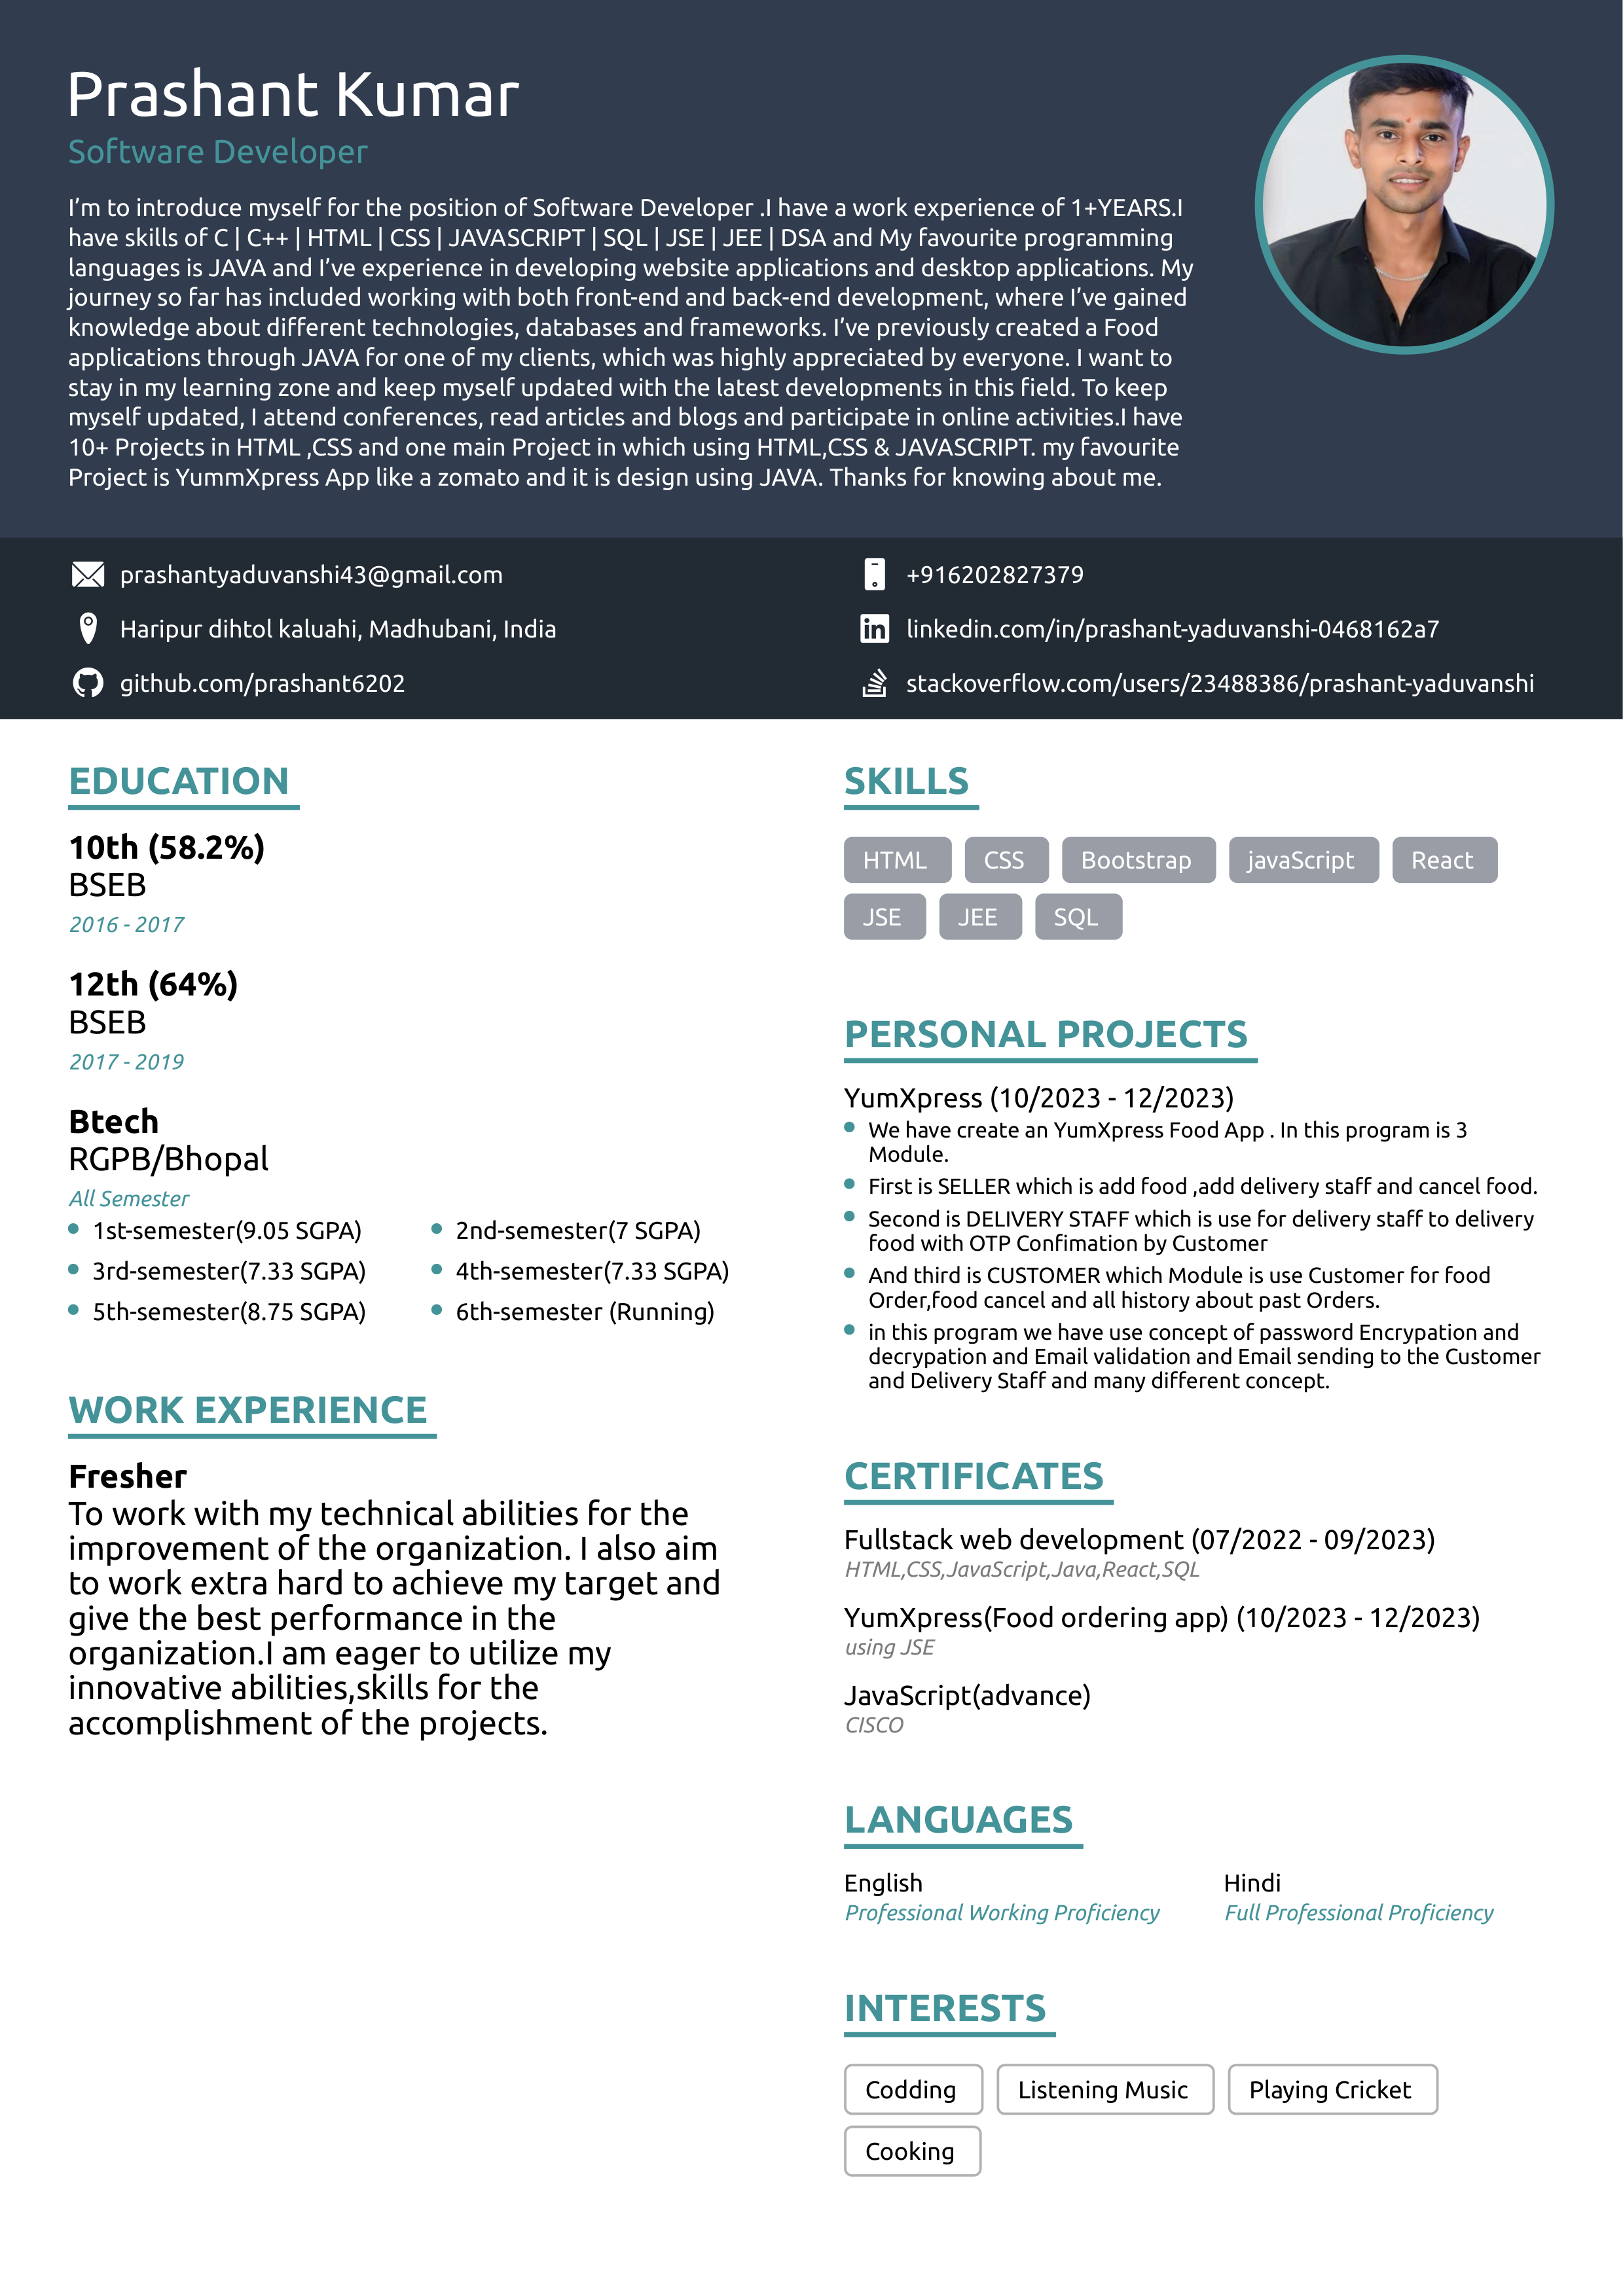 Prashant Kumar
Software Developer
I’m to introduce myself for the position of Software Developer .I have a work experience of 1+YEARS.I
have skills of C | C++ | HTML | CSS | JAVASCRIPT | SQL | JSE | JEE | DSA and My favourite programming
languages is JAVA and I’ve experience in developing website applications and desktop applications. My
journey so far has included working with both front-end and back-end development, where I’ve gained
knowledge about different technologies, databases and frameworks. I’ve previously created a Food
applications through JAVA for one of my clients, which was highly appreciated by everyone. I want to
stay in my learning zone and keep myself updated with the latest developments in this field. To keep
myself updated, I attend conferences, read articles and blogs and participate in online activities.I have
10+ Projects in HTML ,CSS and one main Project in which using HTML,CSS & JAVASCRIPT. my favourite
Project is YummXpress App like a zomato and it is design using JAVA. Thanks for knowing about me.
prashantyaduvanshi43@gmail.com
+916202827379
Haripur dihtol kaluahi, Madhubani, India
linkedin.com/in/prashant-yaduvanshi-0468162a7
github.com/prashant6202
stackoverflow.com/users/23488386/prashant-yaduvanshi
EDUCATION
10th (58.2%)
BSEB
2016 - 2017
12th (64%)
BSEB
2017 - 2019
Btech
RGPB/Bhopal
All Semester
1st-semester(9.05 SGPA)
2nd-semester(7 SGPA)
3rd-semester(7.33 SGPA)
4th-semester(7.33 SGPA)
5th-semester(8.75 SGPA)
6th-semester (Running)
WORK EXPERIENCE
Fresher
To work with my technical abilities for the
improvement of the organization. I also aim
to work extra hard to achieve my target and
give the best performance in the
organization.I am eager to utilize my
innovative abilities,skills for the
accomplishment of the projects.
SKILLS
HTML CSS Bootstrap javaScript React
JSE JEE SQL
PERSONAL PROJECTS
YumXpress (10/2023 - 12/2023)
We have create an YumXpress Food App . In this program is 3
Module.
First is SELLER which is add food ,add delivery staff and cancel food.
Second is DELIVERY STAFF which is use for delivery staff to delivery
food with OTP Confimation by Customer
And third is CUSTOMER which Module is use Customer for food
Order,food cancel and all history about past Orders.
in this program we have use concept of password Encrypation and
decrypation and Email validation and Email sending to the Customer
and Delivery Staff and many different concept.
CERTIFICATES
Fullstack web development (07/2022 - 09/2023)
HTML,CSS,JavaScript,Java,React,SQL
YumXpress(Food ordering app) (10/2023 - 12/2023)
using JSE
JavaScript(advance)
CISCO
LANGUAGES
English
Professional Working Proficiency
Hindi
Full Professional Proficiency
INTERESTS
Codding Listening Music Playing Cricket
Cooking